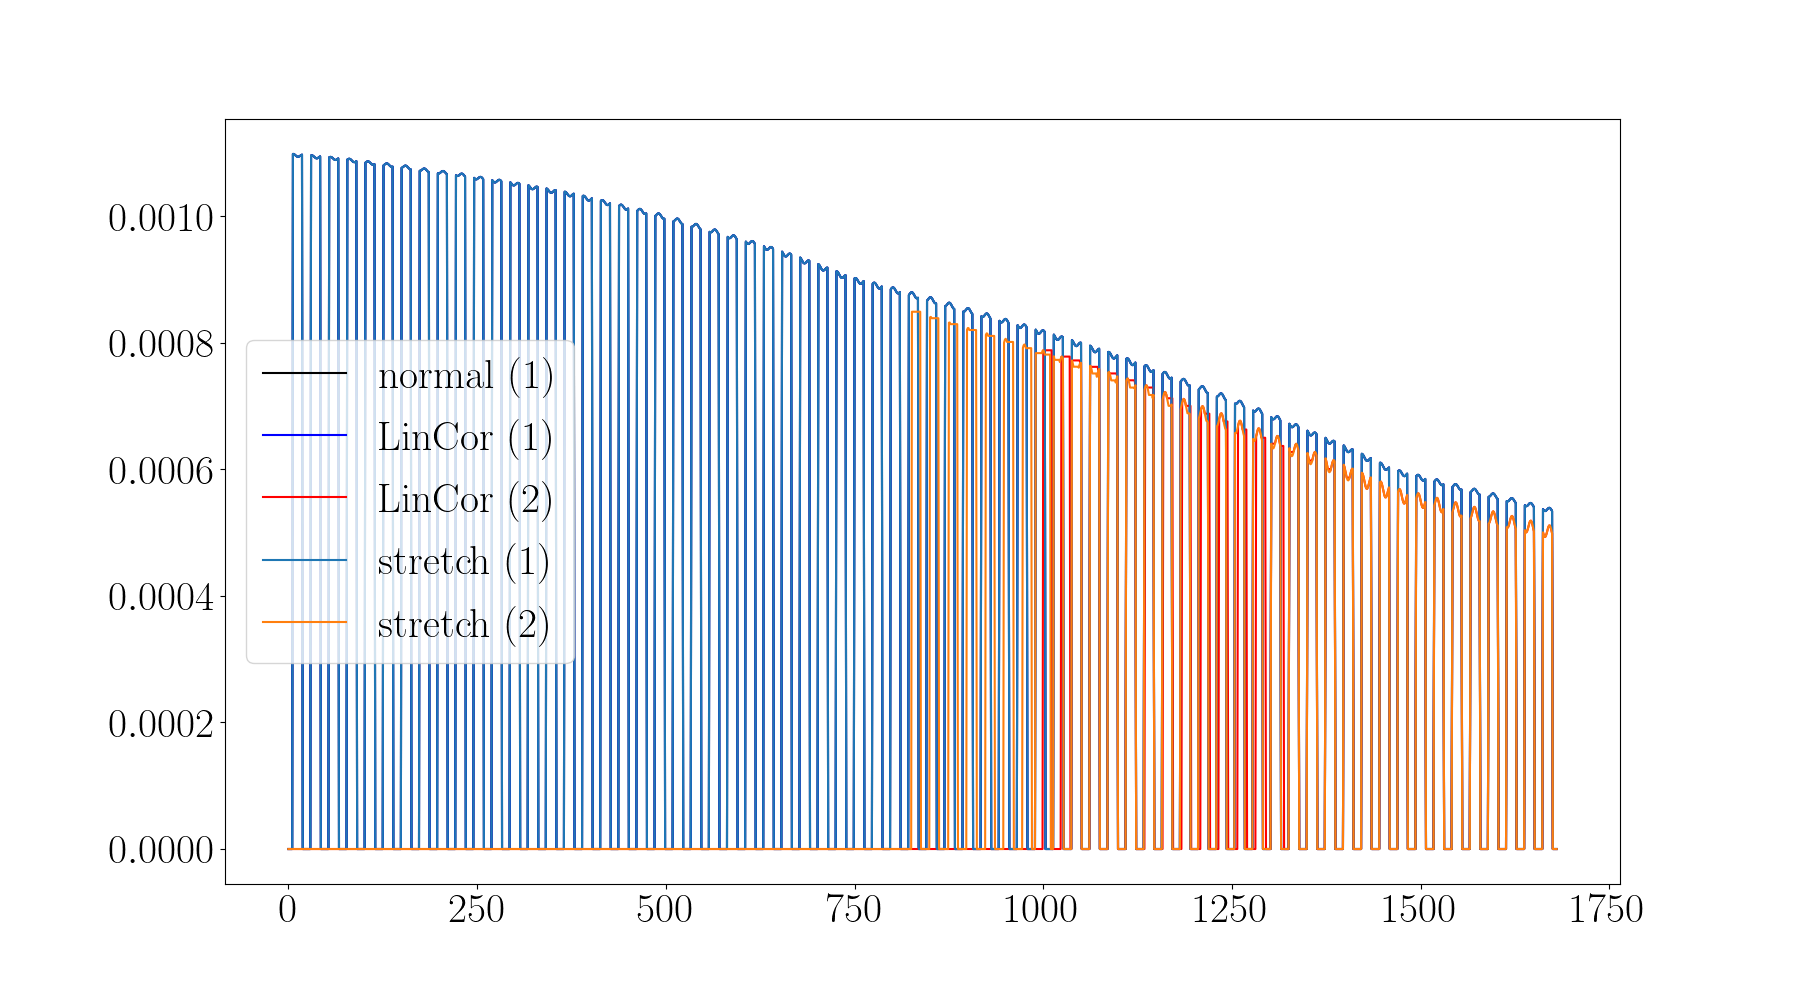 0.0010
0.0008
0.0006
0.0004
0.0002
0.0000
normal (1)
LinCor (1)
LinCor (2)
stretch (1)
stretch (2)
0 250 500 750 1000 1250 1500 1750